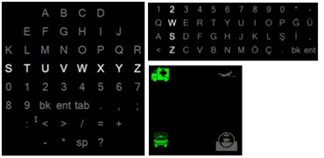 A B C D
E F G H I J
K L M N O P Q R
S T U V W X Y Z
0 1 2 3 4 5 6 7
8 9 bk ent tab . , ;
: < > / = +
- * sp ?
1 2 3 4 5 6 7 8 9 0 * -
Q W E R T Y U I O P Ğ Ü
A S D F G H J K L Ş İ .
< Z C V B N M Ö Ç . bk ent